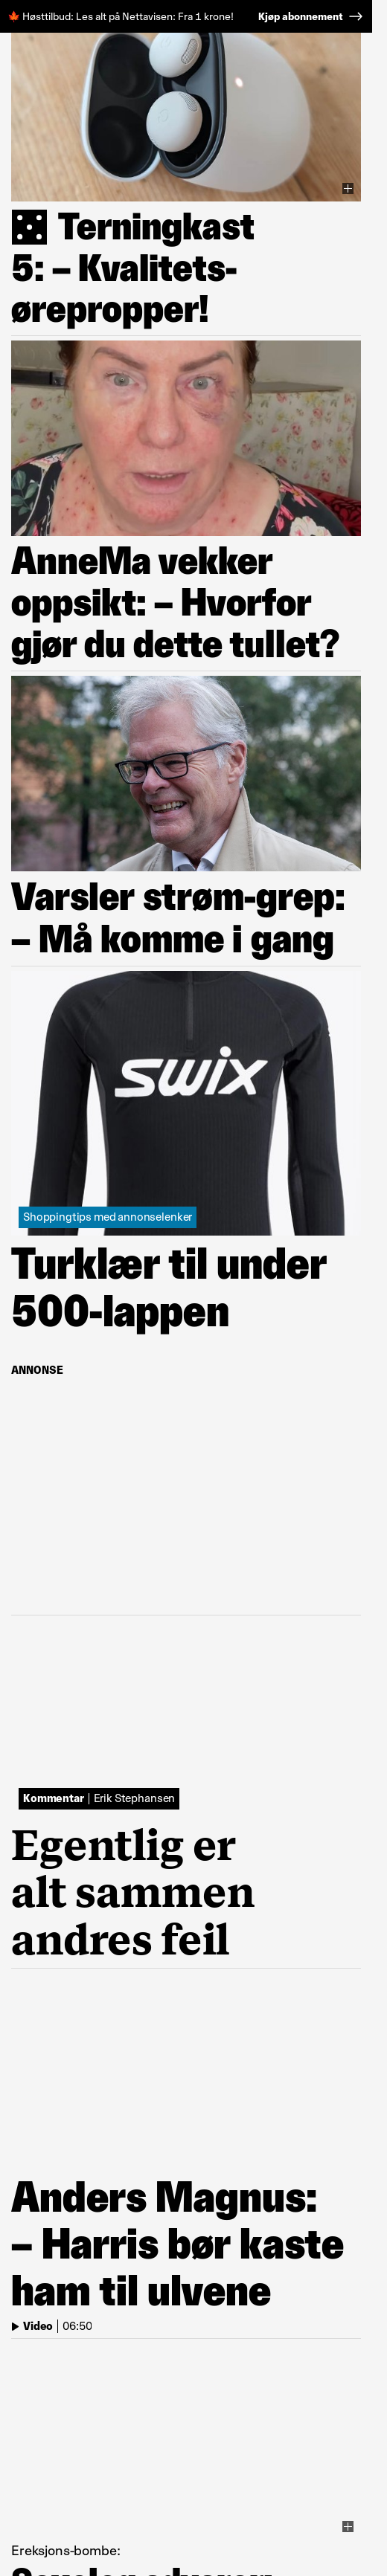 🍁 Høsttilbud: Les alt på Nettavisen: Fra 1 krone! Kjøp abonnement →
Terningkast
5: – Kvalitets-
ørepropper!
AnneMa vekker
oppsikt: – Hvorfor
gjør du dette tullet?
Varsler strøm-grep:
– Må komme i gang
swix
Shoppingtips med annonselenker
Turklær til under
500-lappen
ANNONSE
Kommentar | Erik Stephansen
Egentlig er
alt sammen
andres feil
Anders Magnus:
– Harris bør kaste
ham til ulvene
Video | 06:50
Ereksjons-bombe: